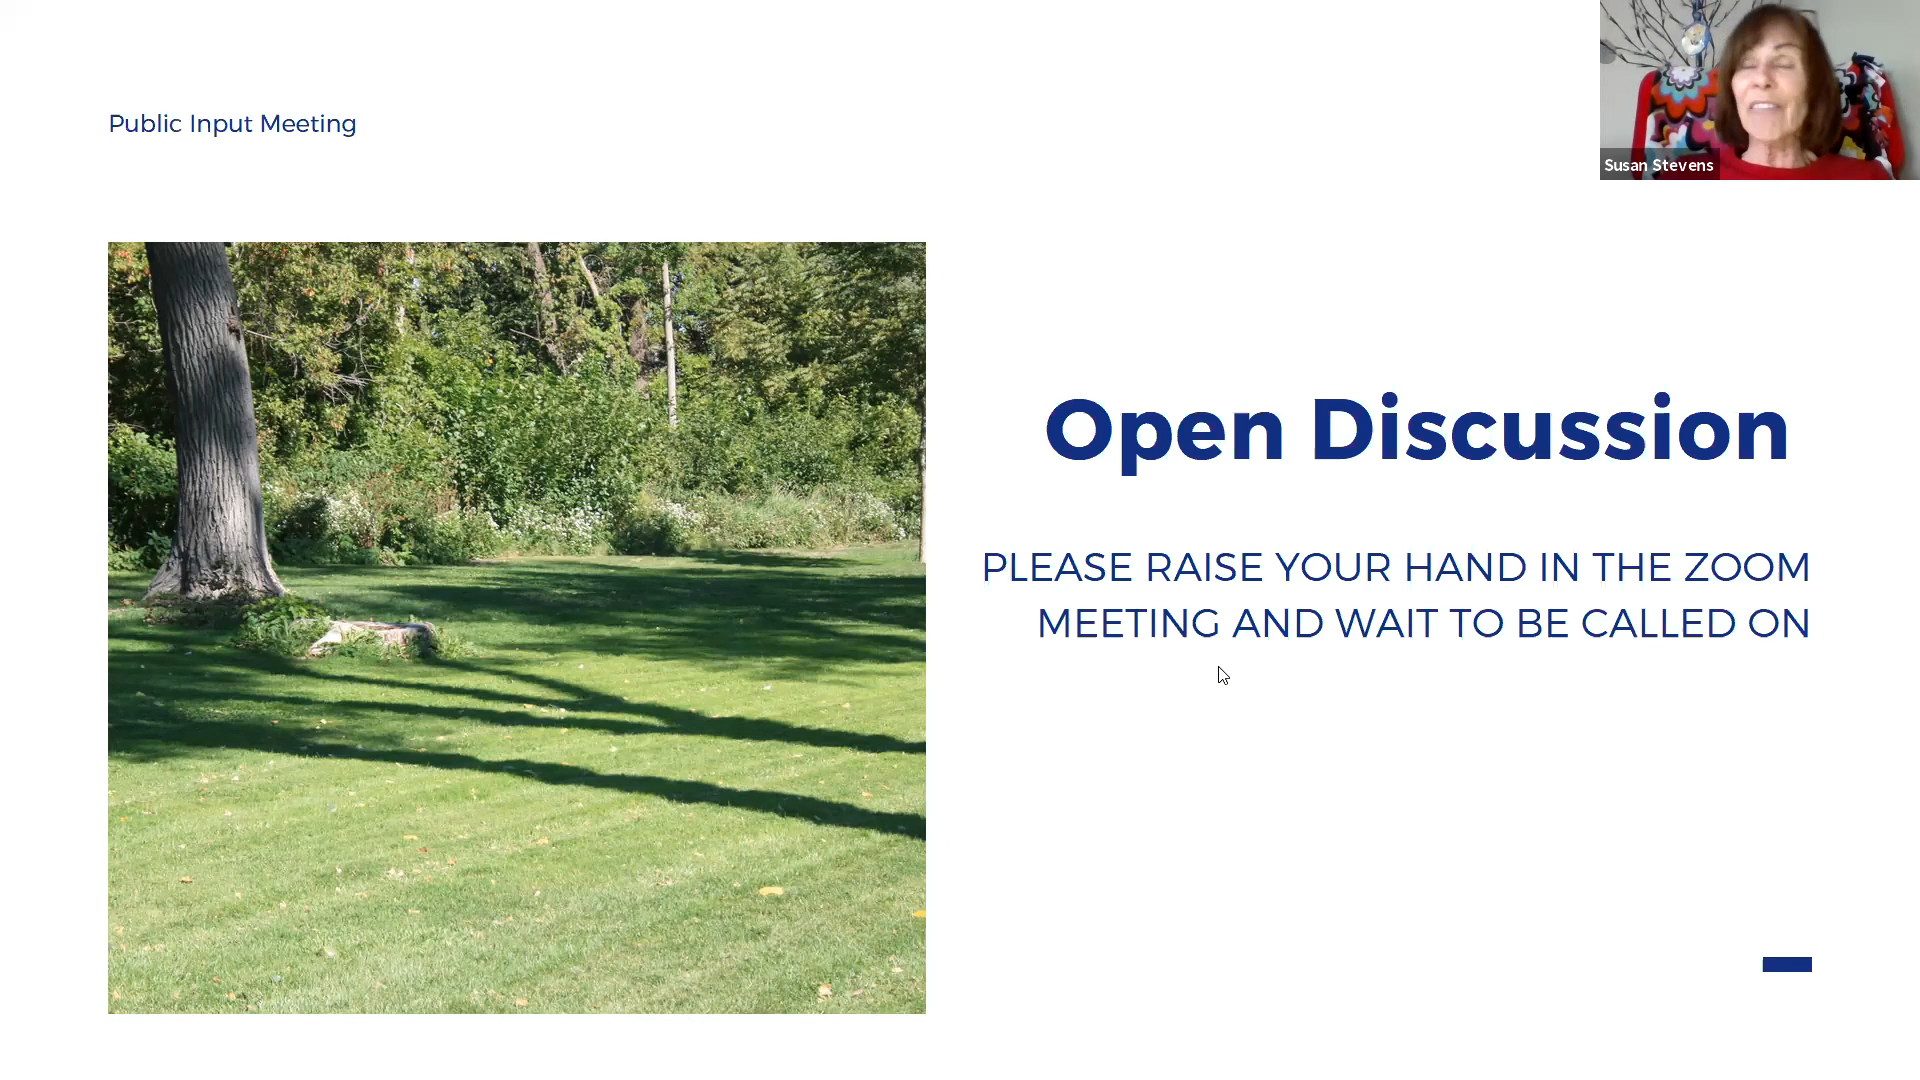 Public Input Meeting
Susan Stevens
Open Discussion
PLEASE RAISE YOUR HAND IN THE ZOOM
MEETING AND WAIT TO BE CALLED ON